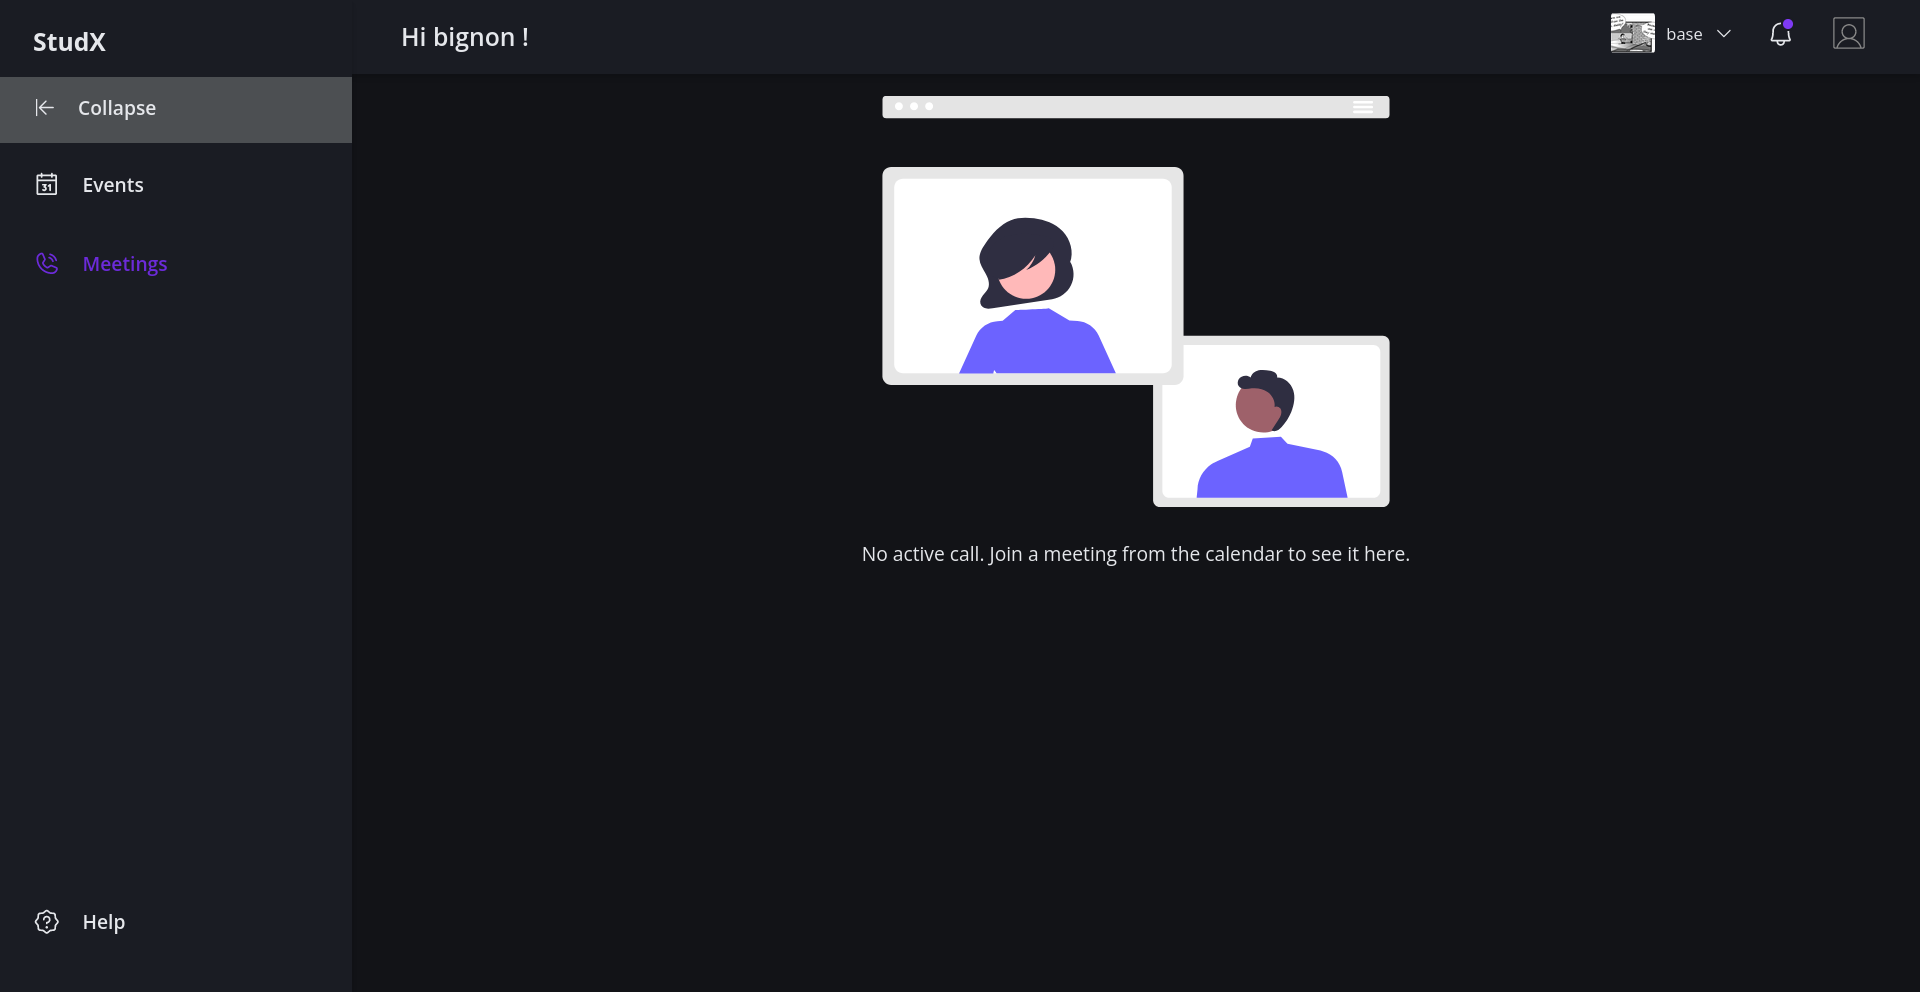 StudX
Hi bignon !
base
Collapse
31
Events
Meetings
No active call. Join a meeting from the calendar to see it here.
?
Help